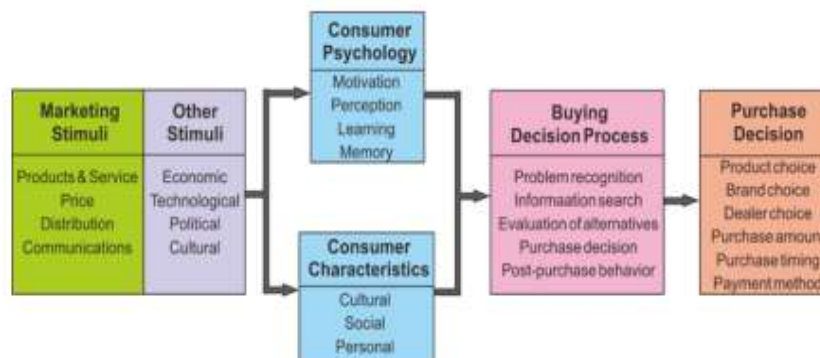 Marketing
Stimuli
Products & Service
Price
Distribution
Communications
Other
Stimuli
Economic
Technological
Political
Cultural
Consumer
Psychology
Motivation
Perception
Learning
Memory
Consumer
Characteristics
Cultural
Social
Personal
Buying
Decision Process
Problem recognition
Informaation search
Evaluation of alternatives
Purchase decision
Post-purchase behavior
Purchase
Decision
Product choice
Brand choice
Dealer choice
Purchase amount
Purchase timing
Payment method